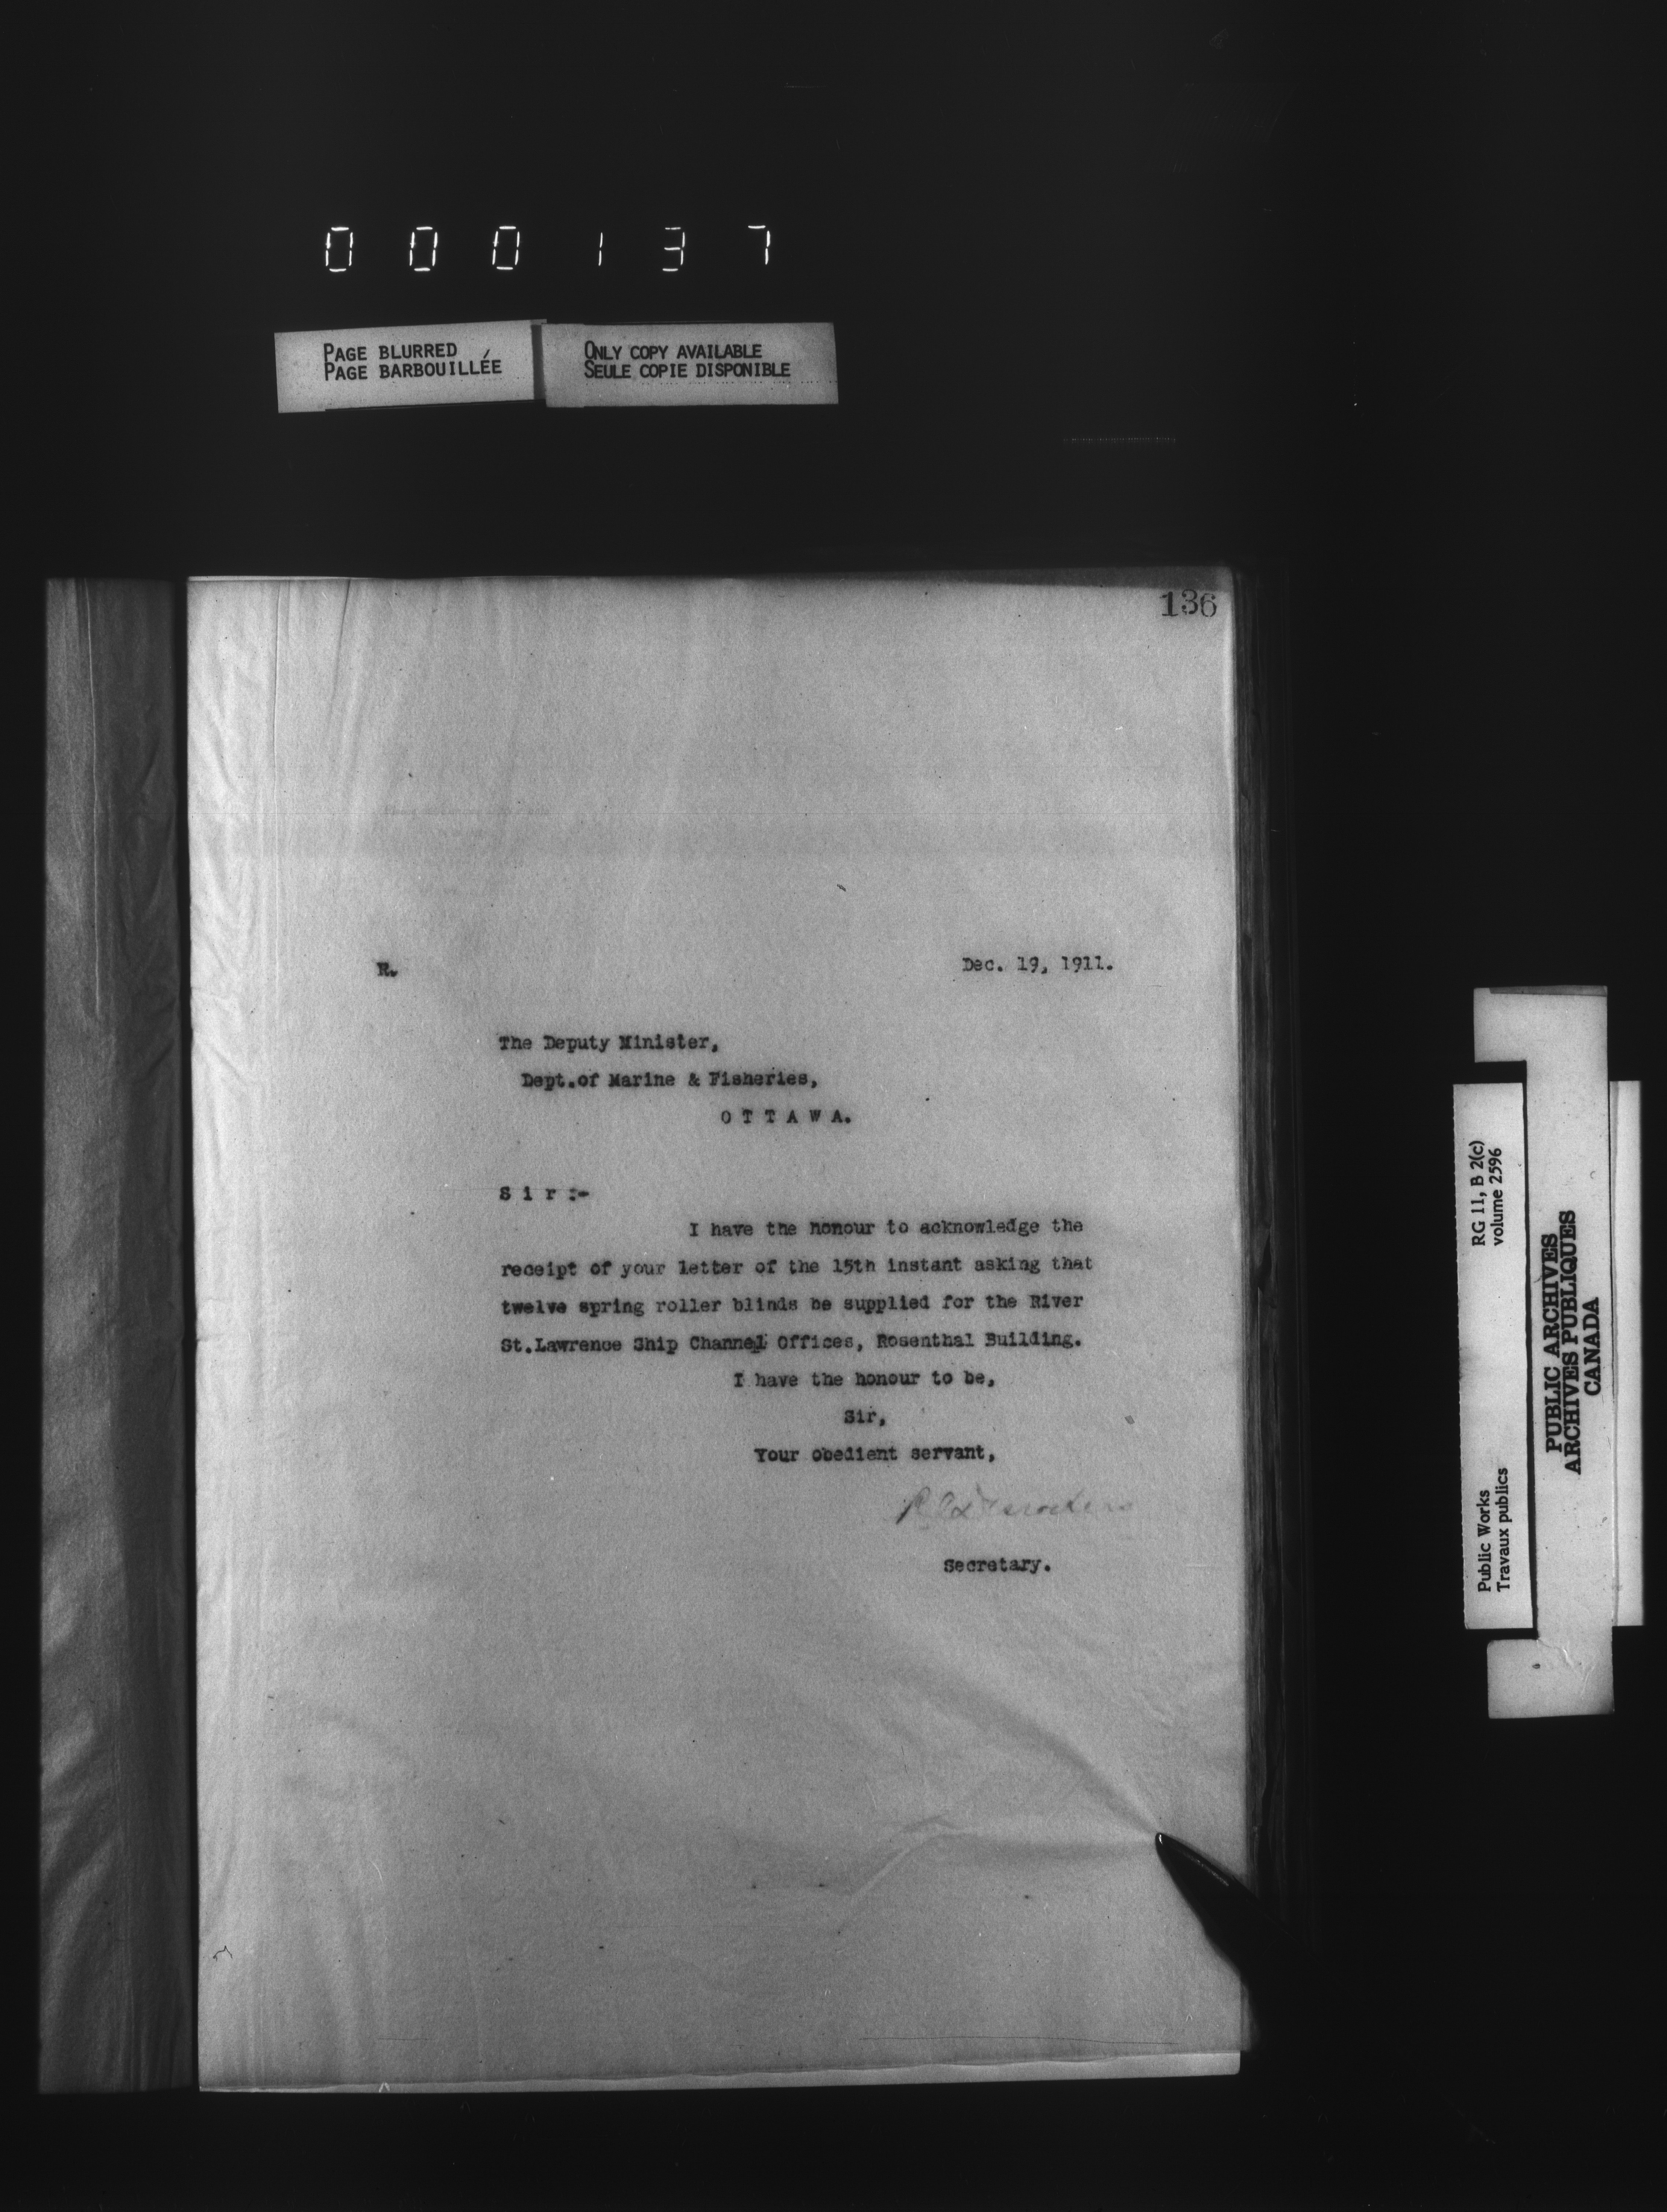 000137
PAGE BLURRED
PAGE BARBOUILLÉE
ONLY COPY AVAILABLE
SEULE COPIE DISPONIBLE
136
R.
Dec. 19, 1911.
The Deputy Minister,
Dept.of Marine & Fisheries,
O T T A W A.
S i r :-
I have the honour to acknowledge the
receipt of your letter of the 15th instant asking that
twelve spring roller blinds be supplied for the River
St.Lawrence Ship Channel Offices, Rosenthal Building.
I have the honour to be,
Sir,
Your obedient servant,
Secretary.
RG 11, B 2(c)
volume 2596
Public Works
Travaux publics
PUBLIC ARCHIVES
ARCHIVES PUBLIQUES
CANADA